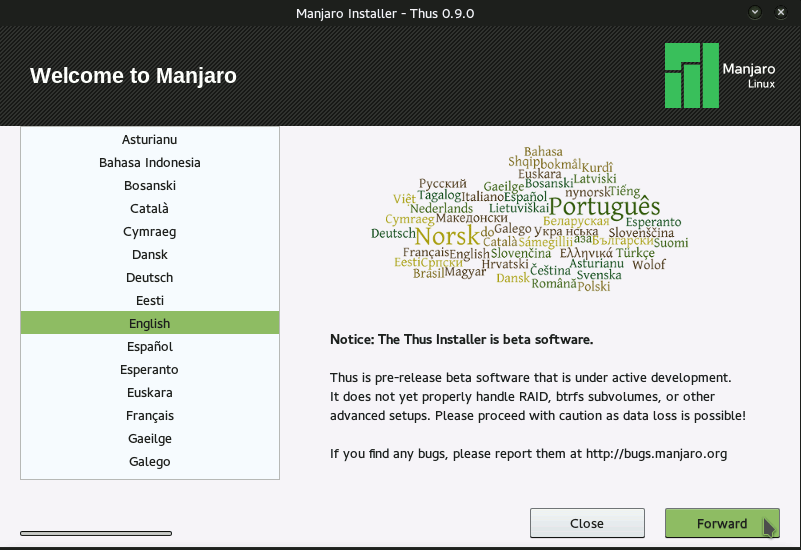 Manjaro Installer - Thus 0.9.0
Welcome to Manjaro
Manjaro
Linux
Asturianu
Bahasa Indonesia
Bosanski
Català
Cymraeg
Dansk
Deutsch
Eesti
English
Español
Esperanto
Euskara
Français
Gaeilge
Galego
Bahasa
Shqip bokmål Kurdî
Euskara
Русский Gaeilge Bosanski Latviski
Việt Tagalog Italiano Español nynorsk Tiếng
Nederlands Lietuviškai Português
Cymraeg Македонски Беларуская Esperanto
Deutsch Norsk do Galego Укра нська Slovenščina
Català Sámegillii аза Български Suomi
Français English Slovenčina Ελληνικά Türkçe
Eesti Српски Hrvatski Čeština Asturianu Wolof
Brasil Magyar Dansk Svenska
Română Polski
Notice: The Thus Installer is beta software.
Thus is pre-release beta software that is under active development.
It does not yet properly handle RAID, btrfs subvolumes, or other
advanced setups. Please proceed with caution as data loss is possible!
If you find any bugs, please report them at http://bugs.manjaro.org
Close
Forward